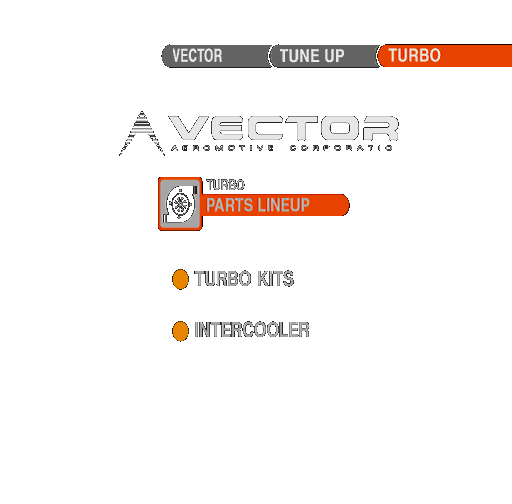 VECTOR TUNE UP TURBO
VECTOR
AEROMOTIVE CORPORATIO
TURBO
PARTS LINEUP
TURBO KITS
INTERCOOLER